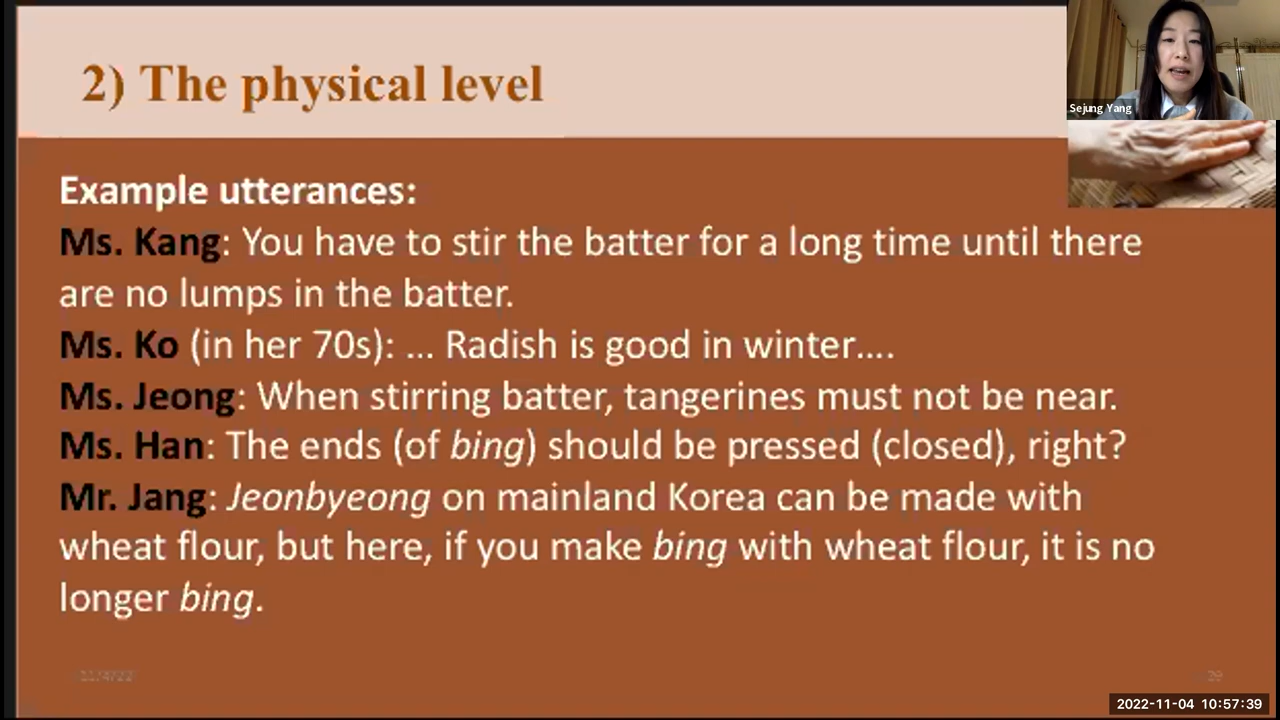 2) The physical level
Sejung Yang
Example utterances:
Ms. Kang: You have to stir the batter for a long time until there
are no lumps in the batter.
Ms. Ko (in her 70s): ... Radish is good in winter....
Ms. Jeong: When stirring batter, tangerines must not be near.
Ms. Han: The ends (of bing) should be pressed (closed), right?
Mr. Jang: Jeonbyeong on mainland Korea can be made with
wheat flour, but here, if you make bing with wheat flour, it is no
longer bing.
11/4/22
29
2022-11-04 10:57:39